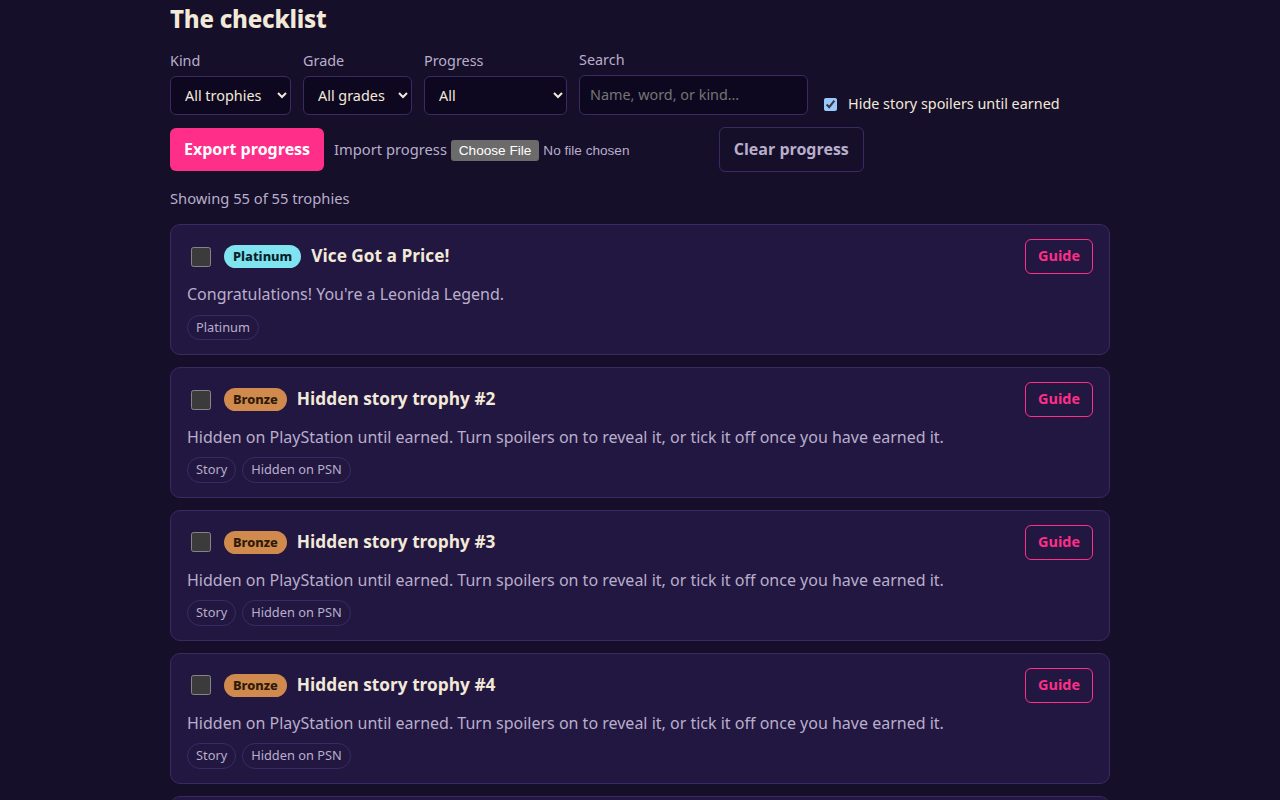 The checklist
Kind Grade Progress Search
All trophies All grades All Name, word, or kind... Hide story spoilers until earned
Export progress Import progress Choose File No file chosen Clear progress
Showing 55 of 55 trophies
Platinum Vice Got a Price! Guide
Congratulations! You're a Leonida Legend.
Platinum
Bronze Hidden story trophy #2 Guide
Hidden on PlayStation until earned. Turn spoilers on to reveal it, or tick it off once you have earned it.
Story Hidden on PSN
Bronze Hidden story trophy #3 Guide
Hidden on PlayStation until earned. Turn spoilers on to reveal it, or tick it off once you have earned it.
Story Hidden on PSN
Bronze Hidden story trophy #4 Guide
Hidden on PlayStation until earned. Turn spoilers on to reveal it, or tick it off once you have earned it.
Story Hidden on PSN